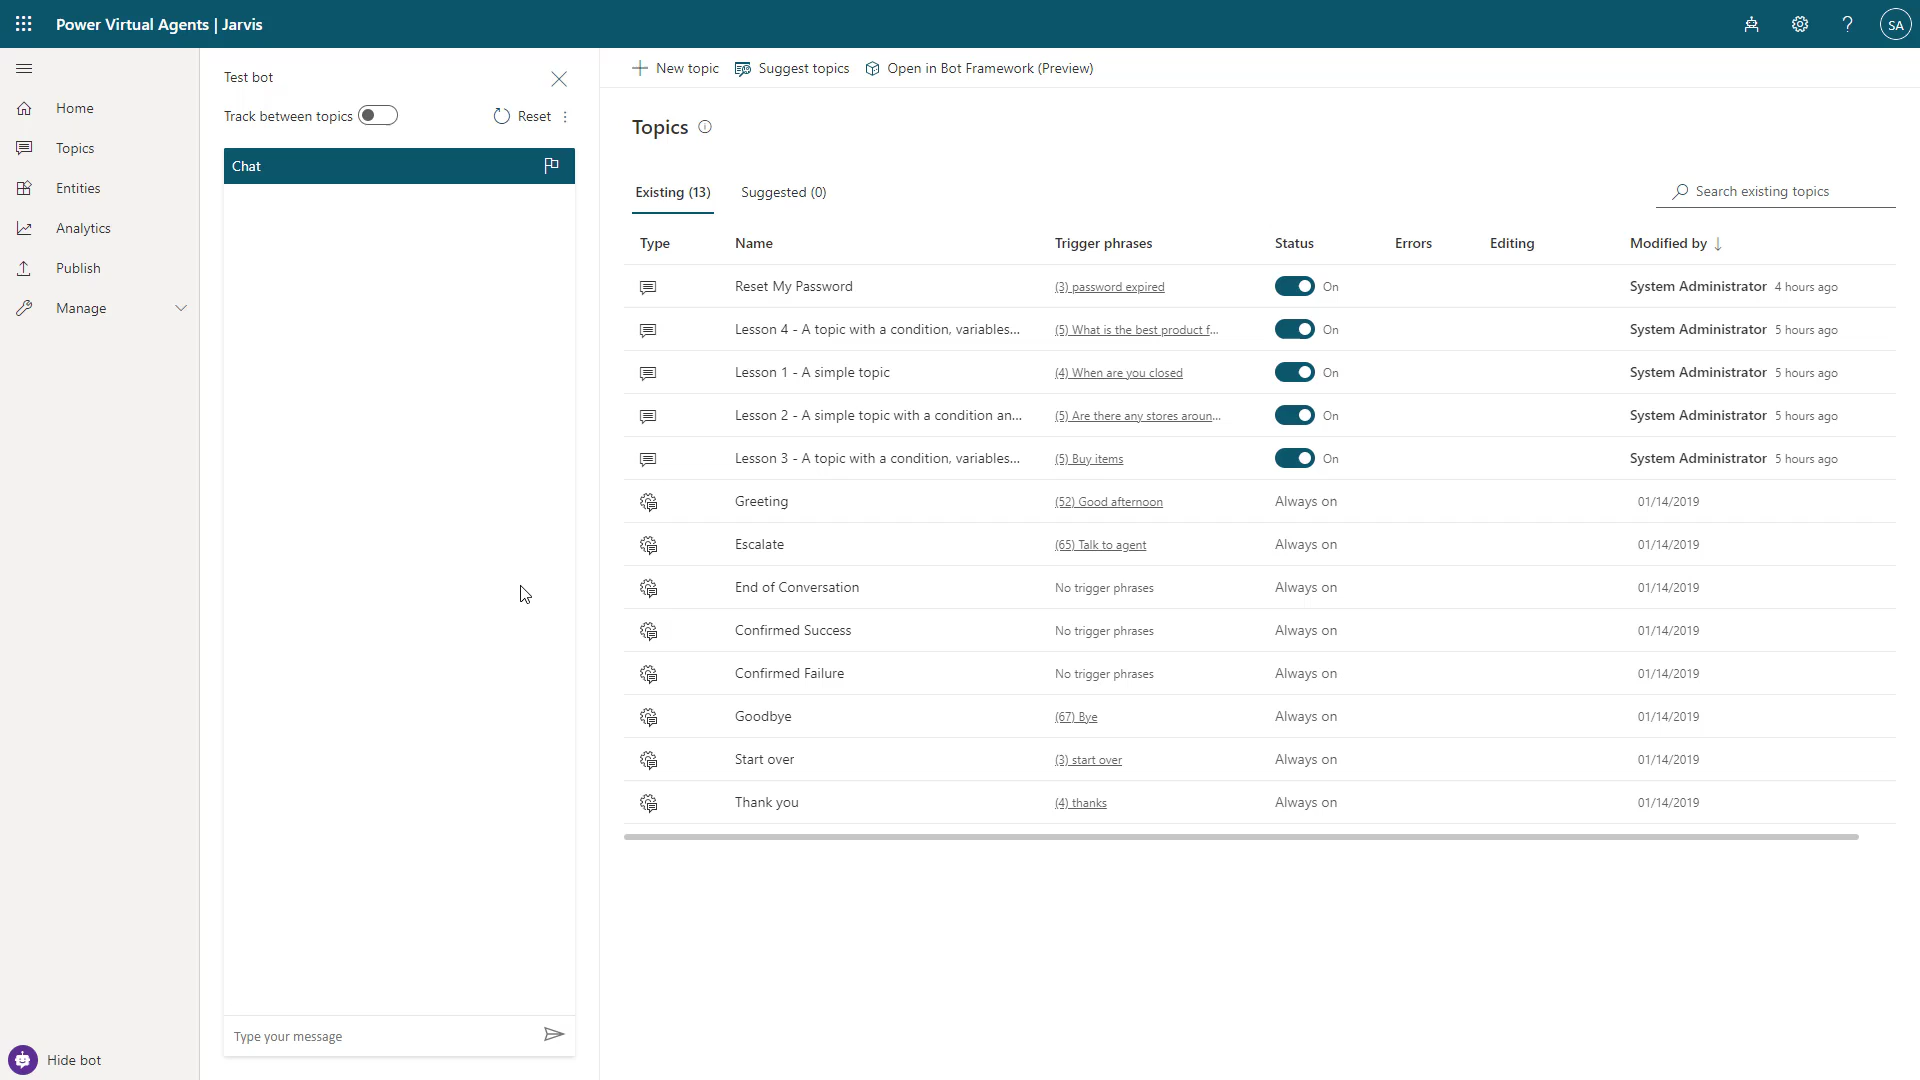 Power Virtual Agents | Jarvis
SA
Home
Topics
Entities
Analytics
Publish
Manage
Hide bot
Test bot
Track between topics
Reset
Chat
Type your message
New topic
Suggest topics
Open in Bot Framework (Preview)
Topics
Existing (13)
Suggested (0)
Search existing topics
Type Name Trigger phrases Status Errors Editing Modified by
Reset My Password (3) password expired On System Administrator 4 hours ago
Lesson 4 - A topic with a condition, variables... (5) What is the best product f... On System Administrator 5 hours ago
Lesson 1 - A simple topic (4) When are you closed On System Administrator 5 hours ago
Lesson 2 - A simple topic with a condition an... (5) Are there any stores aroun... On System Administrator 5 hours ago
Lesson 3 - A topic with a condition, variables... (5) Buy items On System Administrator 5 hours ago
Greeting (52) Good afternoon Always on 01/14/2019
Escalate (65) Talk to agent Always on 01/14/2019
End of Conversation No trigger phrases Always on 01/14/2019
Confirmed Success No trigger phrases Always on 01/14/2019
Confirmed Failure No trigger phrases Always on 01/14/2019
Goodbye (67) Bye Always on 01/14/2019
Start over (3) start over Always on 01/14/2019
Thank you (4) thanks Always on 01/14/2019